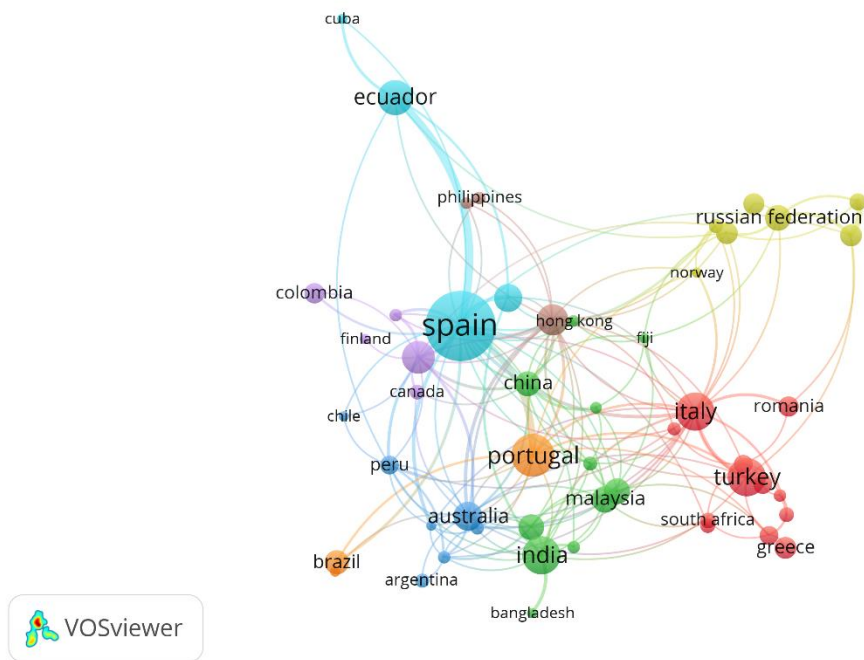 cuba
ecuador
philippines
russian federation
norway
colombia
spain
hong kong
finland
fiji
china
canada
italy
romania
chile
portugal
peru
turkey
malaysia
australia
south africa
india
greece
brazil
argentina
bangladesh
VOSviewer